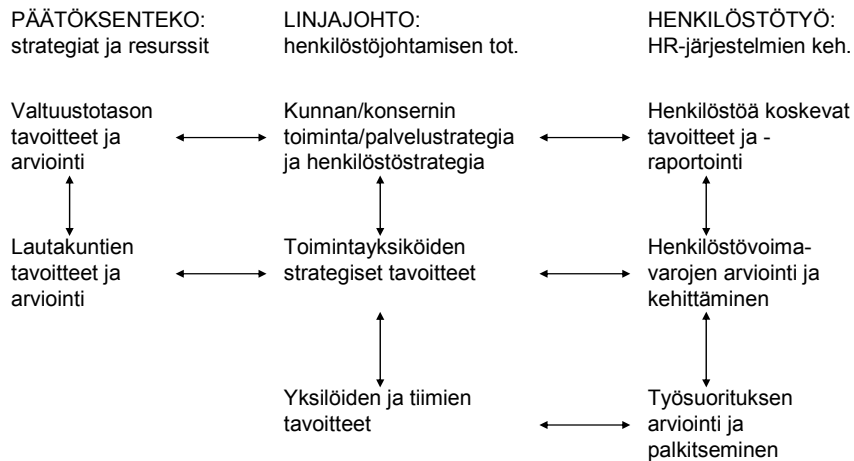 PÄÄTÖKSENTEKO:
strategiat ja resurssit
LINJAJOHTO:
henkilöstöjohtamisen tot.
HENKILÖSTÖTYÖ:
HR-järjestelmien keh.
Valtuustotason
tavoitteet ja
arviointi
Kunnan/konsernin
toiminta/palvelustrategia
ja henkilöstöstrategia
Henkilöstöä koskevat
tavoitteet ja -
raportointi
Lautakuntien
tavoitteet ja
arviointi
Toimintayksiköiden
strategiset tavoitteet
Henkilöstövoima-
varojen arviointi ja
kehittäminen
Yksilöiden ja tiimien
tavoitteet
Työsuorituksen
arviointi ja
palkitseminen